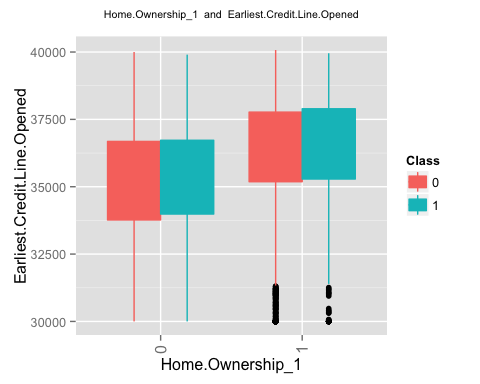 Home.Ownership_1 and Earliest.Credit.Line.Opened
Earliest.Credit.Line.Opened
40000
37500
35000
32500
30000
0
1
Home.Ownership_1
Class
0
1